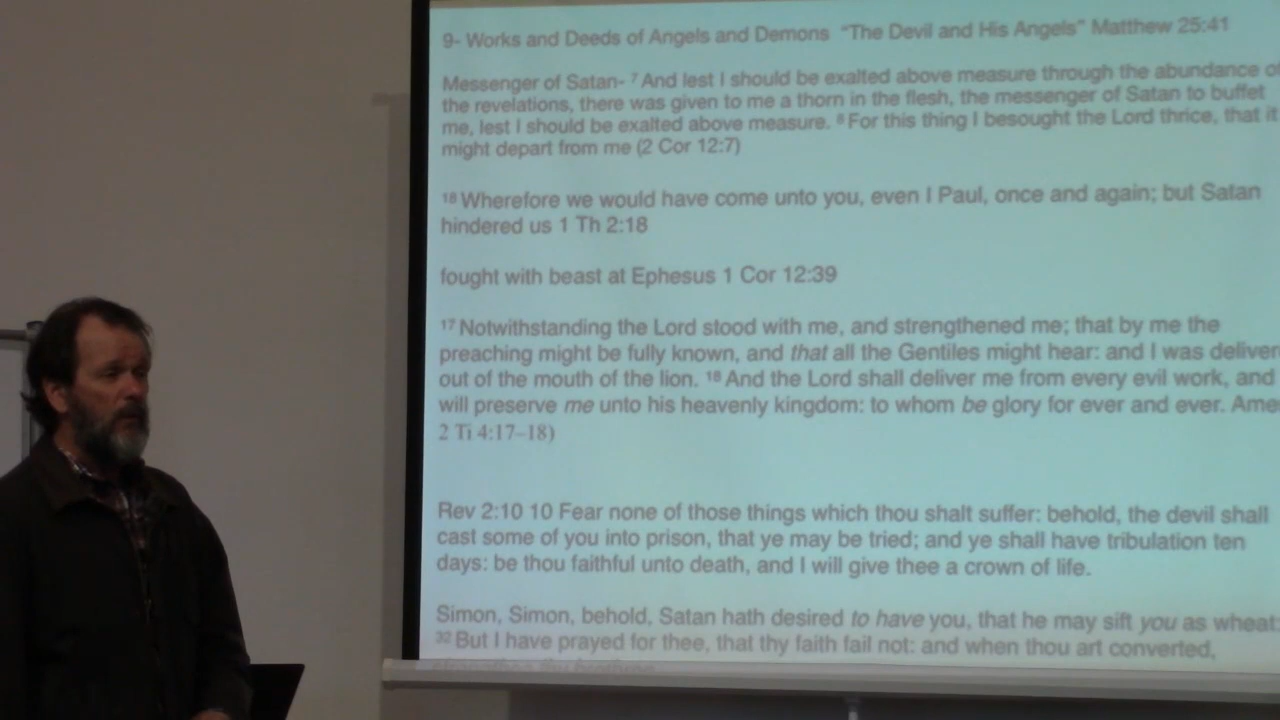 9- Works and Deeds of Angels and Demons "The Devil and His Angels" Matthew 25:41
Messenger of Satan- 7 And lest I should be exalted above measure through the abundance of
the revelations, there was given to me a thorn in the flesh, the messenger of Satan to buffet
me, lest I should be exalted above measure. 8 For this thing I besought the Lord thrice, that it
might depart from me (2 Cor 12:7)
18 Wherefore we would have come unto you, even I Paul, once and again; but Satan
hindered us 1 Th 2:18
fought with beast at Ephesus 1 Cor 12:39
17 Notwithstanding the Lord stood with me, and strengthened me; that by me the
preaching might be fully known, and that all the Gentiles might hear: and I was deliver
out of the mouth of the lion. 18 And the Lord shall deliver me from every evil work, and
will preserve me unto his heavenly kingdom: to whom be glory for ever and ever. Ame
2 Ti 4:17–18)
Rev 2:10 10 Fear none of those things which thou shalt suffer: behold, the devil shall
cast some of you into prison, that ye may be tried; and ye shall have tribulation ten
days: be thou faithful unto death, and I will give thee a crown of life.
Simon, Simon, behold, Satan hath desired to have you, that he may sift you as wheat:
32 But I have prayed for thee, that thy faith fail not: and when thou art converted,